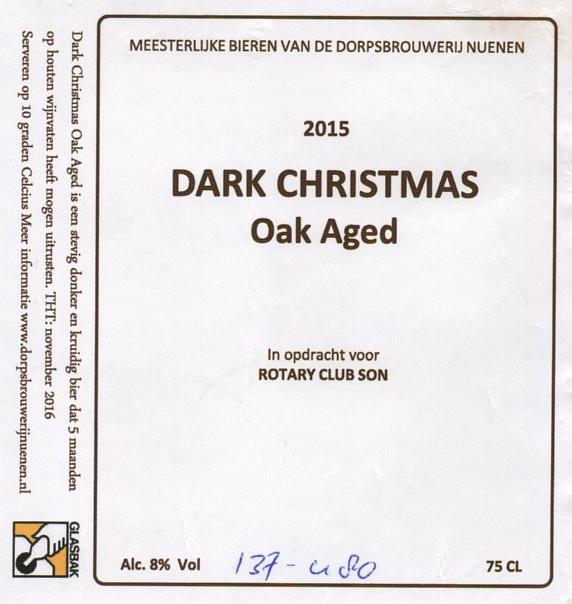 MEESTERLIJKE BIEREN VAN DE DORPSBROUWERIJ NUENEN
2015
DARK CHRISTMAS
Oak Aged
In opdracht voor
ROTARY CLUB SON
Alc. 8% Vol 137-480 75 CL
Dark Christmas Oak Aged is een stevig donker en kruidig bier dat 5 maanden
op houten wijnvaten heeft mogen uitrusten. THT: november 2016
Serveren op 10 graden Celcius Meer informatie www.dorpsbrouwerijnuenen.nl
GLASBAK